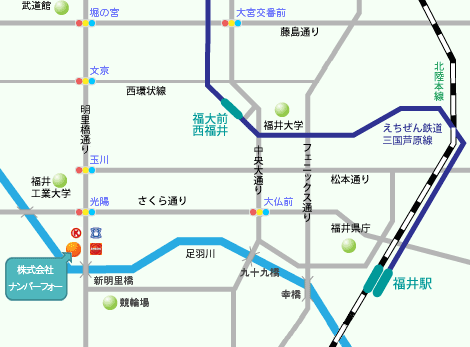 武道館
堀の宮
大宮交番前
藤島通り
文京
西環状線
北陸本線
明里橋通り
福大前
西福井
福井大学
えちぜん鉄道
三国芦原線
玉川
中央大通り
フェニックス通り
松本通り
福井
工業大学
光陽
さくら通り
大仏前
福井県庁
足羽川
株式会社
ナンバーフォー
新明里橋
九十九橋
幸橋
福井駅
競輪場